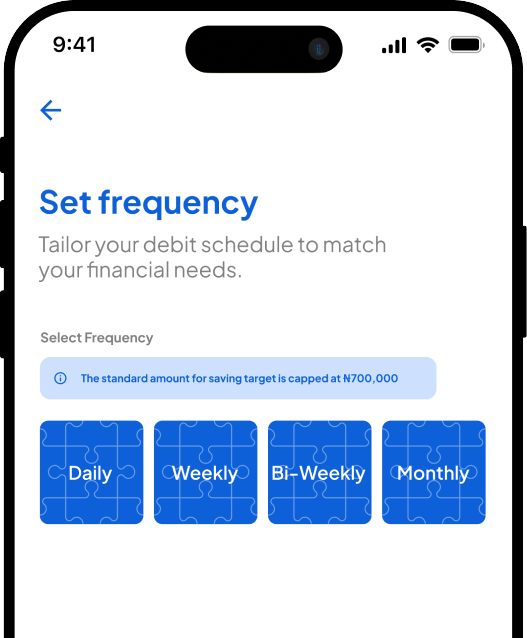 9:41
Set frequency
Tailor your debit schedule to match
your financial needs.
Select Frequency
The standard amount for saving target is capped at ₦700,000
Daily
Weekly
Bi-Weekly
Monthly